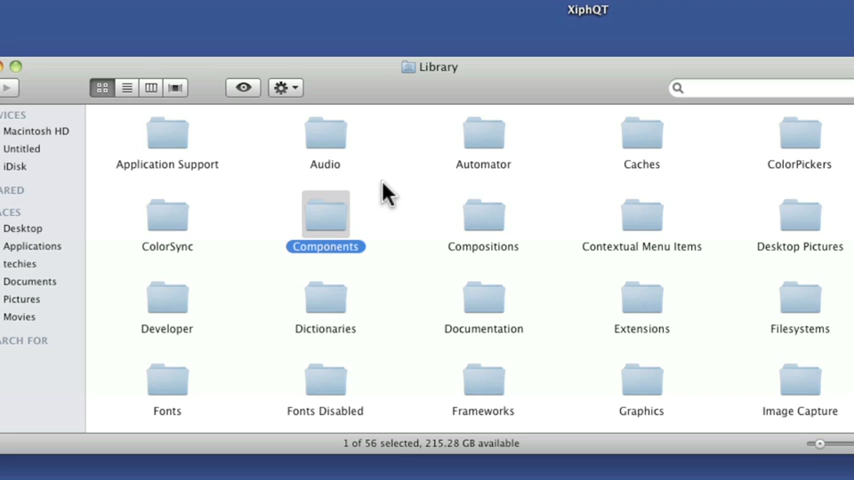 XiphQT
Library
VICES
Macintosh HD
Untitled
iDisk
ARED
ACES
Desktop
Applications
techies
Documents
Pictures
Movies
ARCH FOR
Application Support
Audio
Automator
Caches
ColorPickers
ColorSync
Components
Compositions
Contextual Menu Items
Desktop Pictures
Developer
Dictionaries
Documentation
Extensions
Filesystems
Fonts
Fonts Disabled
Frameworks
Graphics
Image Capture
1 of 56 selected, 215.28 GB available